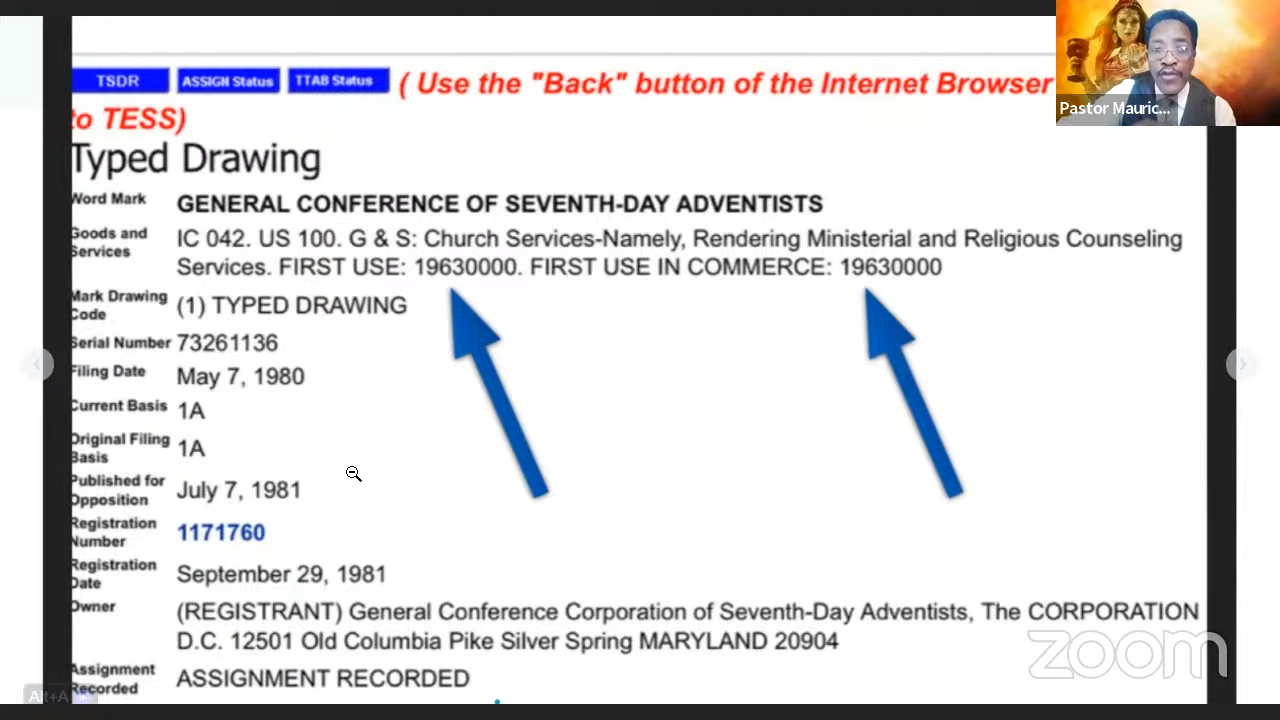 TSDR ASSIGN Status TTAB Status ( Use the "Back" button of the Internet Browser
to TESS)
Pastor Mauric...
Typed Drawing
Word Mark GENERAL CONFERENCE OF SEVENTH-DAY ADVENTISTS
Goods and Services IC 042. US 100. G & S: Church Services-Namely, Rendering Ministerial and Religious Counseling
Services. FIRST USE: 19630000. FIRST USE IN COMMERCE: 19630000
Mark Drawing Code (1) TYPED DRAWING
Serial Number 73261136
Filing Date May 7, 1980
Current Basis 1A
Original Filing Basis 1A
Published for Opposition July 7, 1981
Registration Number 1171760
Registration Date September 29, 1981
Owner (REGISTRANT) General Conference Corporation of Seventh-Day Adventists, The CORPORATION
D.C. 12501 Old Columbia Pike Silver Spring MARYLAND 20904
Assignment Recorded ASSIGNMENT RECORDED
zoom
Alt+A